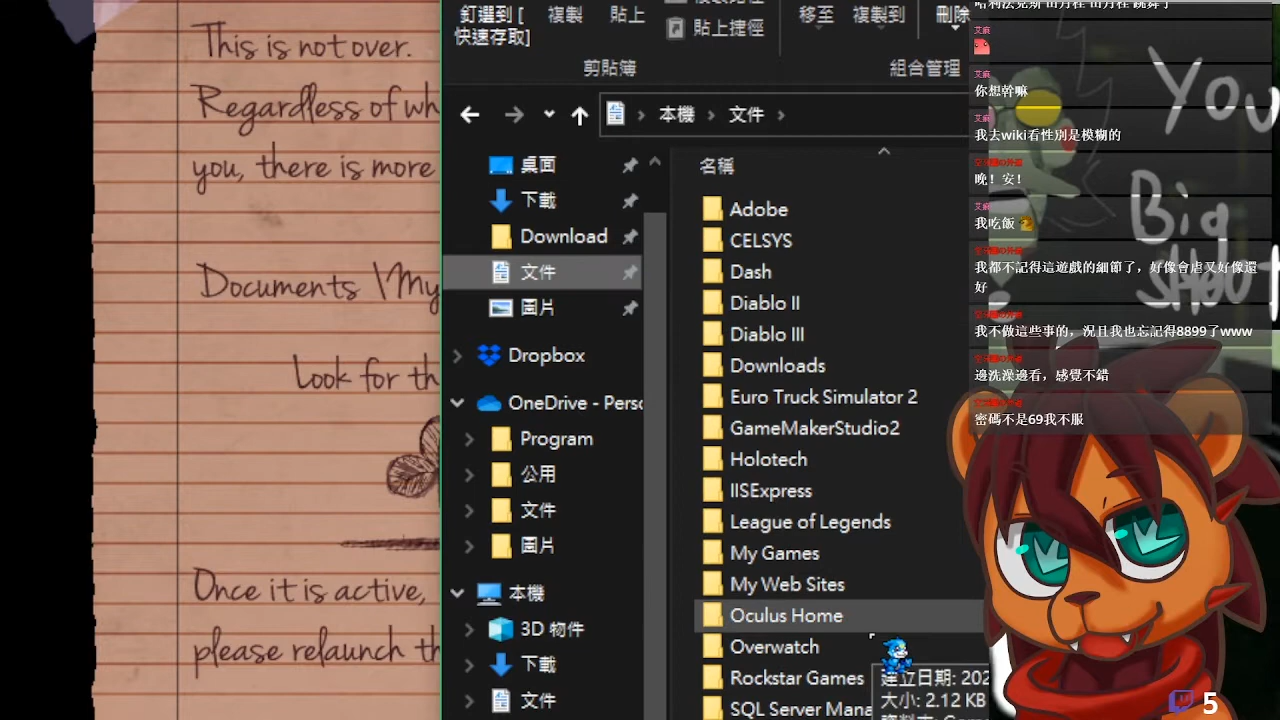 This is not over.
Regardless of wh
you, there is more
Documents \My
Look for th
Once it is active,
please relaunch th
釘選到 [
快速存取]
複製
貼上
貼上捷徑
移至
複製到
刪除
剪貼簿
組合管理
本機
文件
桌面
下載
Download
文件
圖片
Dropbox
OneDrive - Perso
Program
公用
文件
圖片
本機
3D 物件
下載
文件
名稱
Adobe
CELSYS
Dash
Diablo II
Diablo III
Downloads
Euro Truck Simulator 2
GameMakerStudio2
Holotech
IISExpress
League of Legends
My Games
My Web Sites
Oculus Home
Overwatch
Rockstar Games
SQL Server Mana
建立日期: 202
大小: 2.12 KB
艾麻
艾麻
你想幹嘛
艾麻
我去wiki看性別是模糊的
晚！安！
艾麻
我吃飯
我都不記得這遊戲的細節了，好像會虐又好像還
好
我不做這些事的，況且我也忘記得8899了www
邊洗澡邊看，感覺不錯
密碼不是69我不服
You
Big
SHOT
5